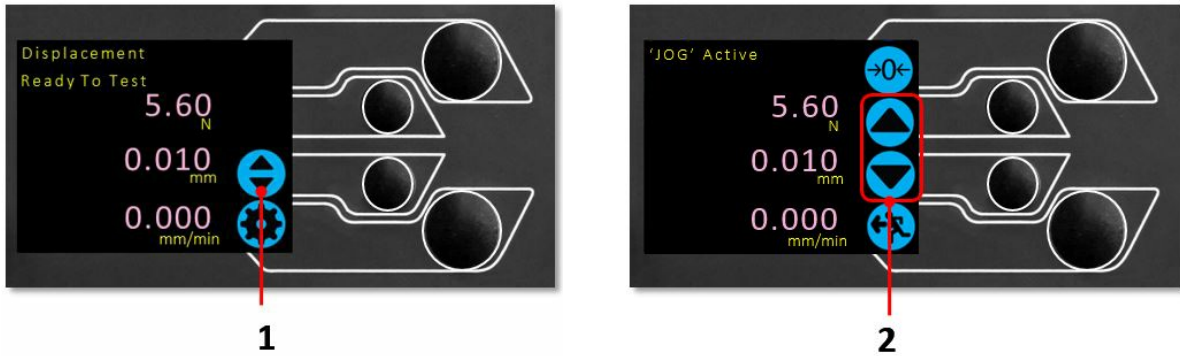 Displacement
Ready To Test
5.60
N
0.010
mm
0.000
mm/min
1
'JOG' Active
→0←
5.60
N
0.010
mm
0.000
mm/min
2